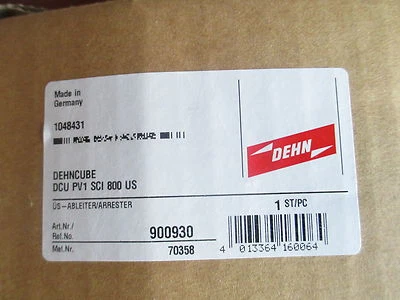 Made in
Germany
1048431
DEHN
DEHNCUBE
DCU PV1 SCI 800 US
ÜS-ABLEITER/ARRESTER
1 ST/PC
Art.Nr./
Ref.No.
900930
Mat.Nr.
70358
4 013364 160064